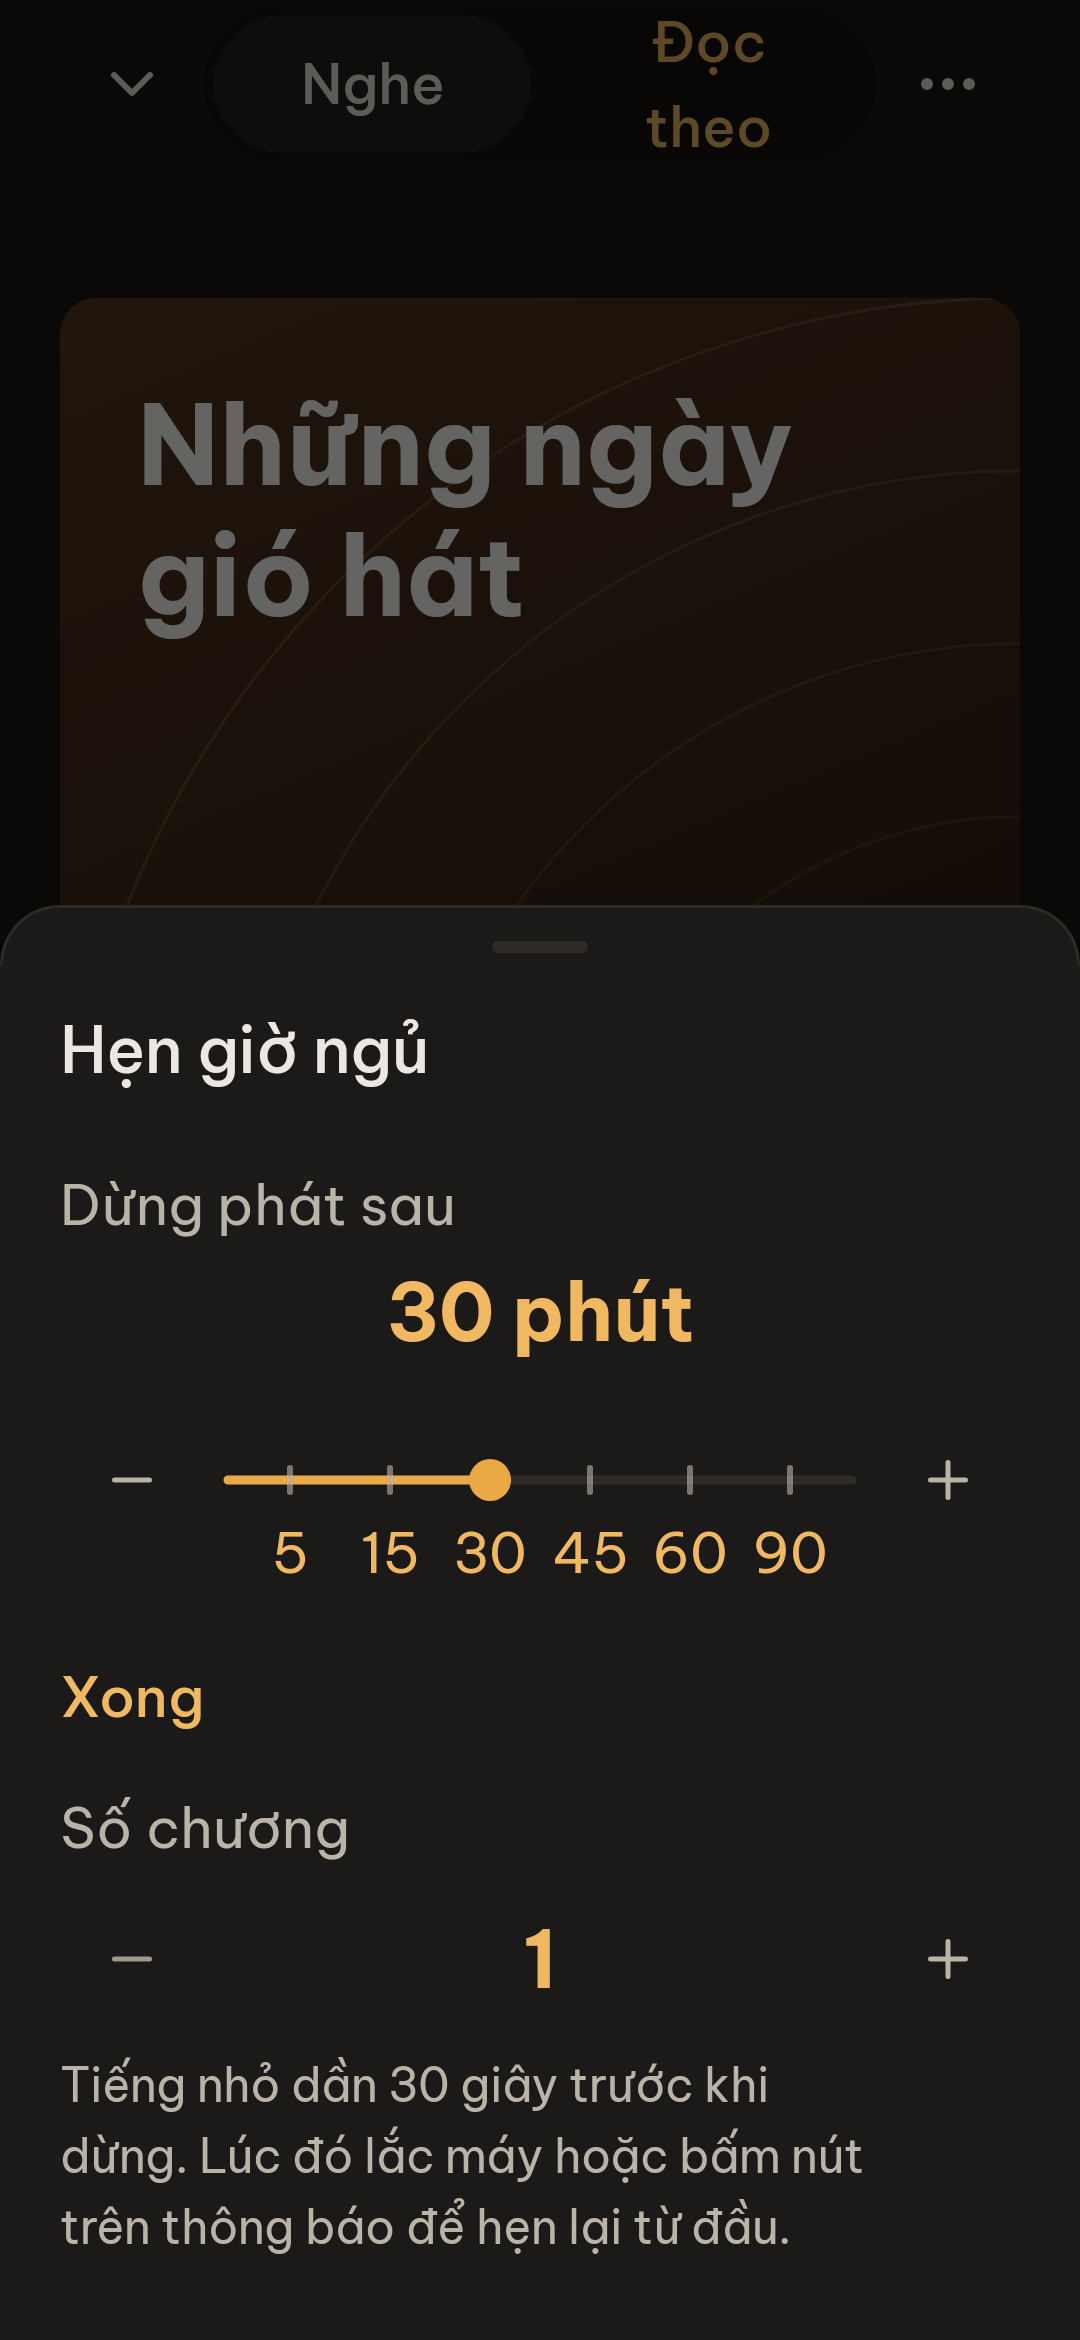 Nghe
Đọc
theo
Những ngày
gió hát
Hẹn giờ ngủ
Dừng phát sau
30 phút
5 15 30 45 60 90
Xong
Số chương
1
Tiếng nhỏ dần 30 giây trước khi
dừng. Lúc đó lắc máy hoặc bấm nút
trên thông báo để hẹn lại từ đầu.